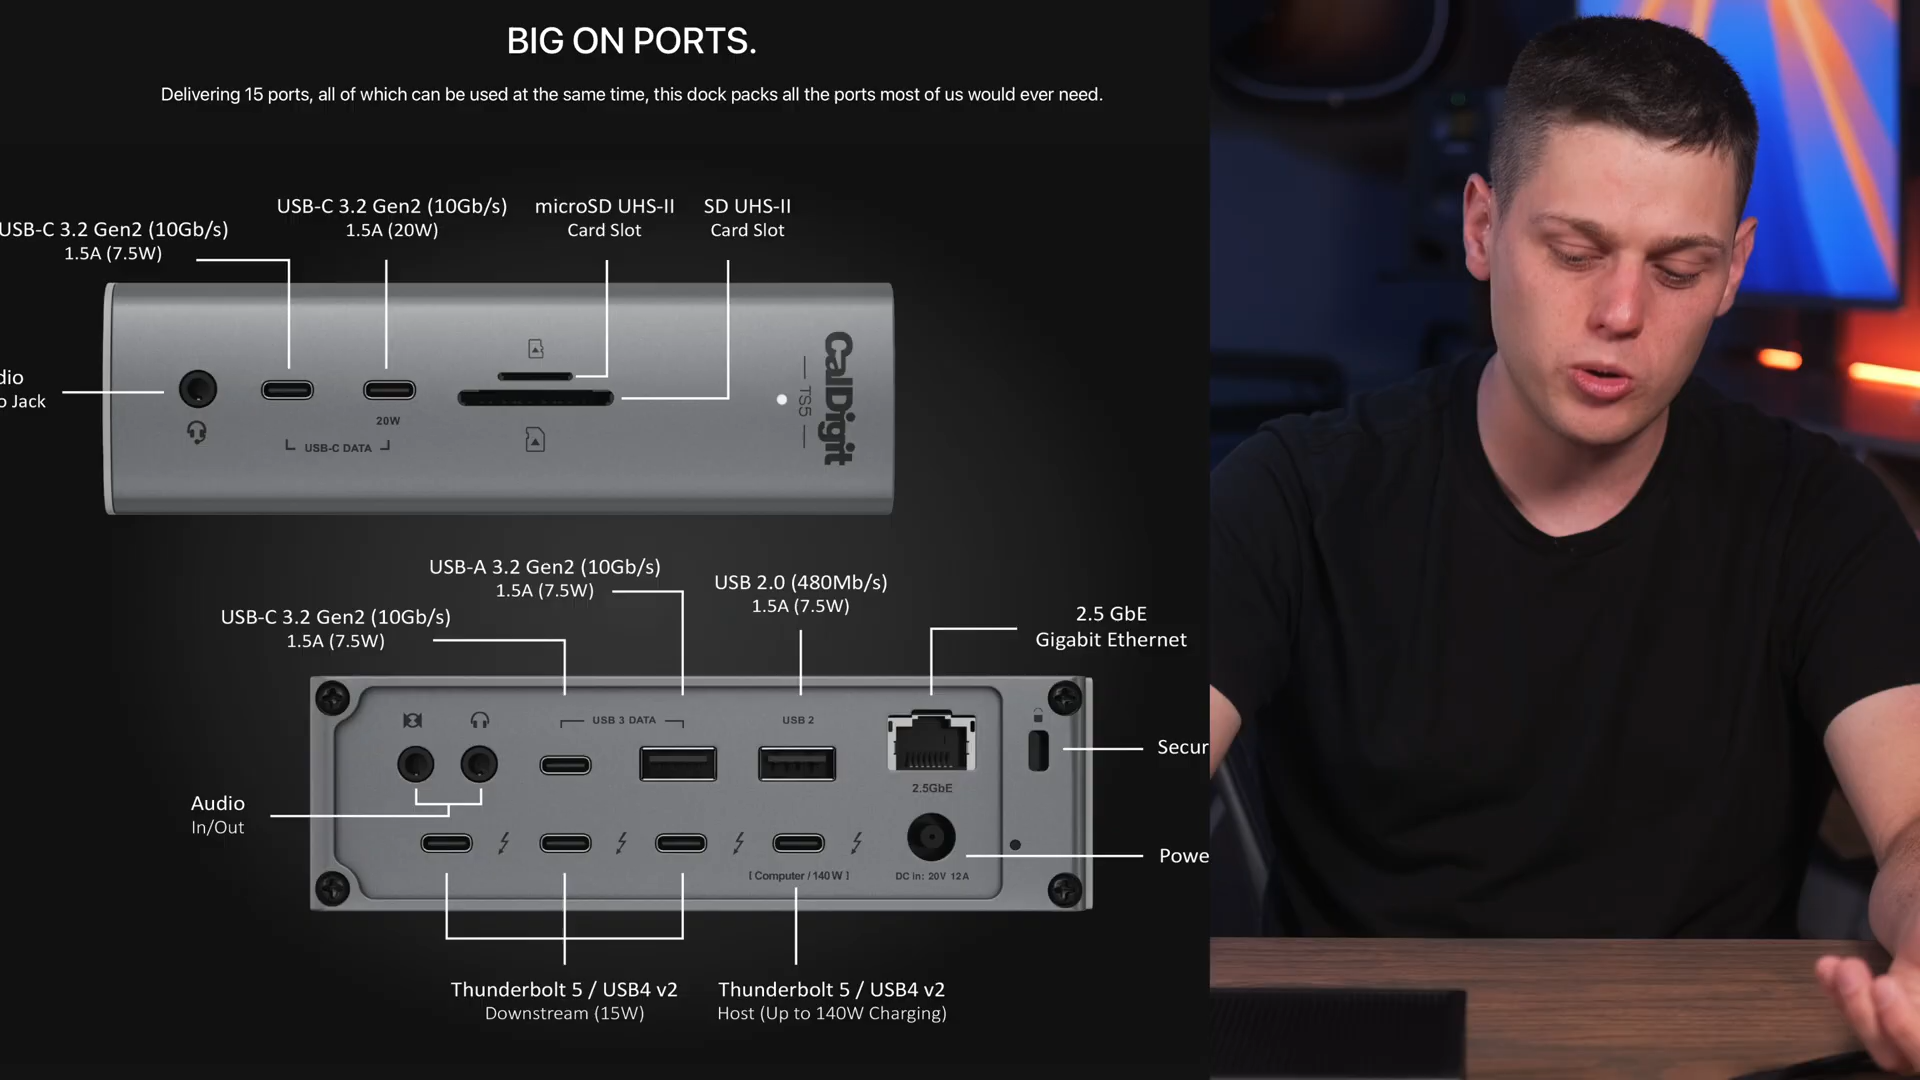 BIG ON PORTS.
Delivering 15 ports, all of which can be used at the same time, this dock packs all the ports most of us would ever need.
USB-C 3.2 Gen2 (10Gb/s)
1.5A (7.5W)
USB-C 3.2 Gen2 (10Gb/s)
1.5A (20W)
microSD UHS-II
Card Slot
SD UHS-II
Card Slot
dio
o Jack
20W
USB-C DATA
CalDigit
TS5
USB-A 3.2 Gen2 (10Gb/s)
1.5A (7.5W)
USB-C 3.2 Gen2 (10Gb/s)
1.5A (7.5W)
USB 2.0 (480Mb/s)
1.5A (7.5W)
2.5 GbE
Gigabit Ethernet
USB 3 DATA
USB 2
2.5GbE
Secur
Audio
In/Out
[ Computer / 140W ]
DC in: 20V 12A
Powe
Thunderbolt 5 / USB4 v2
Downstream (15W)
Thunderbolt 5 / USB4 v2
Host (Up to 140W Charging)